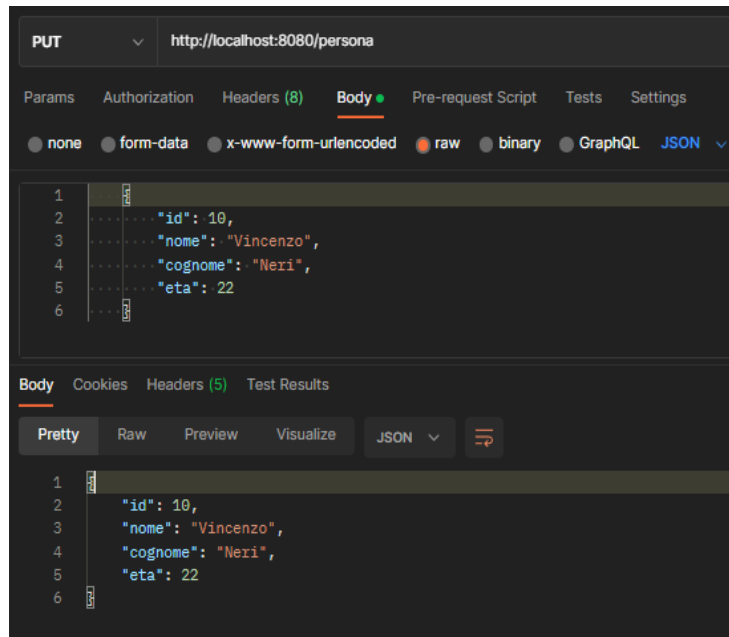 PUT http://localhost:8080/persona
Params Authorization Headers (8) Body Pre-request Script Tests Settings
none form-data x-www-form-urlencoded raw binary GraphQL JSON
1 {
2 "id": 10,
3 "nome": "Vincenzo",
4 "cognome": "Neri",
5 "eta": 22
6 }
Body Cookies Headers (5) Test Results
Pretty Raw Preview Visualize JSON
1 {
2 "id": 10,
3 "nome": "Vincenzo",
4 "cognome": "Neri",
5 "eta": 22
6 }